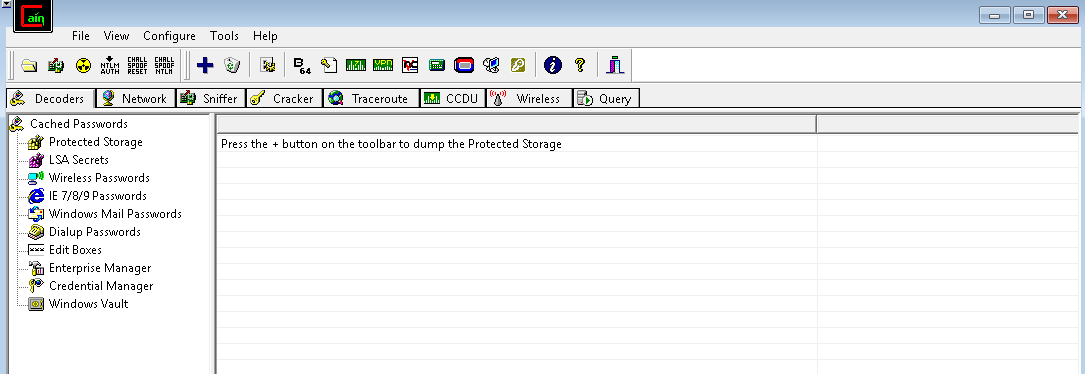 Cain
File View Configure Tools Help
NTLM AUTH CHALL SPOOF RESET CHALL SPOOF NTLM B64 VPN
Decoders Network Sniffer Cracker Traceroute CCDU Wireless Query
Cached Passwords
Protected Storage
LSA Secrets
Wireless Passwords
IE 7/8/9 Passwords
Windows Mail Passwords
Dialup Passwords
Edit Boxes
Enterprise Manager
Credential Manager
Windows Vault
Press the + button on the toolbar to dump the Protected Storage